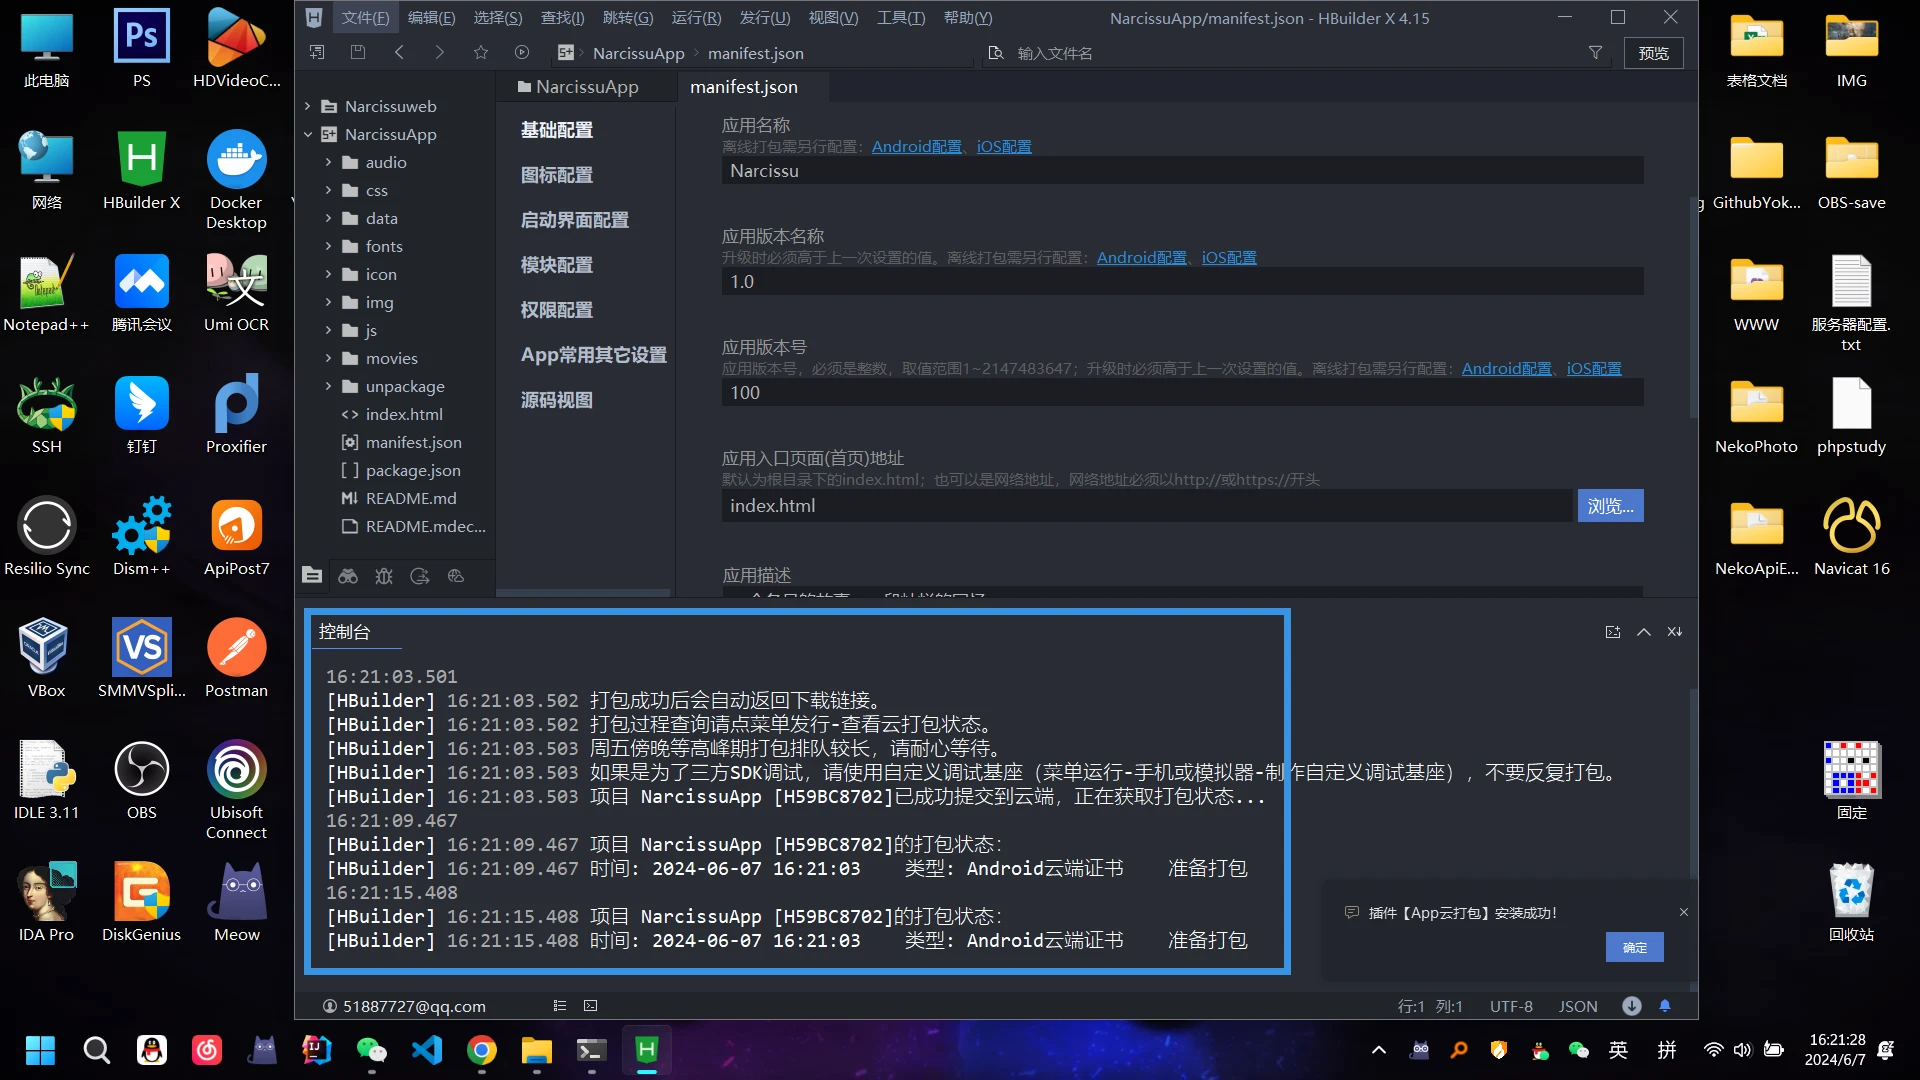 此电脑
PS
HDVideoC...
网络
HBuilder X
Docker
Desktop
Notepad++
腾讯会议
Umi OCR
SSH
钉钉
Proxifier
Resilio Sync
Dism++
ApiPost7
VBox
SMMVSpli...
Postman
IDLE 3.11
OBS
Ubisoft
Connect
IDA Pro
DiskGenius
Meow
文件(F)
编辑(E)
选择(S)
查找(I)
跳转(G)
运行(R)
发行(U)
视图(V)
工具(T)
帮助(Y)
NarcissuApp/manifest.json - HBuilder X 4.15
NarcissuApp
manifest.json
输入文件名
预览
Narcissuweb
NarcissuApp
audio
css
data
fonts
icon
img
js
movies
unpackage
index.html
manifest.json
package.json
README.md
README.mdec...
NarcissuApp
manifest.json
基础配置
图标配置
启动界面配置
模块配置
权限配置
App常用其它设置
源码视图
应用名称
离线打包需另行配置：Android配置、iOS配置
Narcissu
应用版本名称
升级时必须高于上一次设置的值。离线打包需另行配置：Android配置、iOS配置
1.0
应用版本号
应用版本号，必须是整数，取值范围1~2147483647；升级时必须高于上一次设置的值。离线打包需另行配置：Android配置、iOS配置
100
应用入口页面(首页)地址
默认为根目录下的index.html；也可以是网络地址，网络地址必须以http://或https://开头
index.html
浏览...
应用描述
控制台
16:21:03.501
[HBuilder] 16:21:03.502 打包成功后会自动返回下载链接。
[HBuilder] 16:21:03.502 打包过程查询请点菜单发行-查看云打包状态。
[HBuilder] 16:21:03.503 周五傍晚等高峰期打包排队较长，请耐心等待。
[HBuilder] 16:21:03.503 如果是为了三方SDK调试，请使用自定义调试基座（菜单运行-手机或模拟器-制作自定义调试基座），不要反复打包。
[HBuilder] 16:21:03.503 项目 NarcissuApp [H59BC8702]已成功提交到云端，正在获取打包状态...
16:21:09.467
[HBuilder] 16:21:09.467 项目 NarcissuApp [H59BC8702]的打包状态：
[HBuilder] 16:21:09.467 时间: 2024-06-07 16:21:03 类型: Android云端证书 准备打包
16:21:15.408
[HBuilder] 16:21:15.408 项目 NarcissuApp [H59BC8702]的打包状态：
[HBuilder] 16:21:15.408 时间: 2024-06-07 16:21:03 类型: Android云端证书 准备打包
插件【App云打包】安装成功！
确定
51887727@qq.com
行:1 列:1
UTF-8
JSON
表格文档
IMG
GithubYok...
OBS-save
WWW
服务器配置.
txt
NekoPhoto
phpstudy
NekoApiE...
Navicat 16
固定
回收站
英
拼
16:21:28
2024/6/7